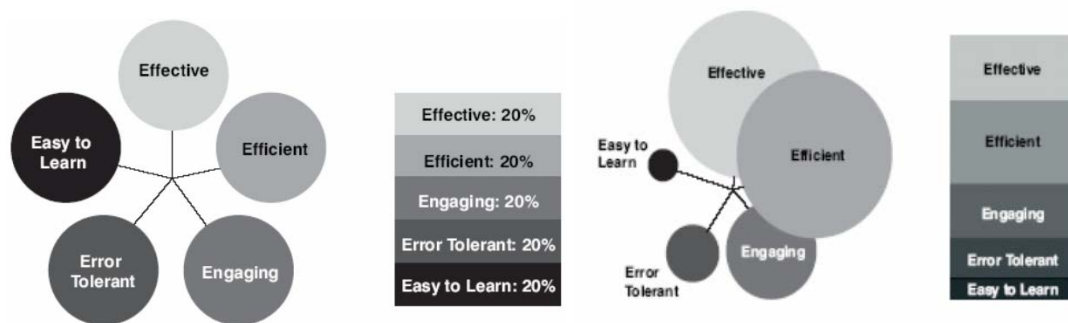 Effective
Easy to
Learn
Efficient
Error
Tolerant
Engaging
Effective: 20%
Efficient: 20%
Engaging: 20%
Error Tolerant: 20%
Easy to Learn: 20%
Effective
Easy to
Learn
Efficient
Engaging
Error
Tolerant
Effective
Efficient
Engaging
Error Tolerant
Easy to Learn